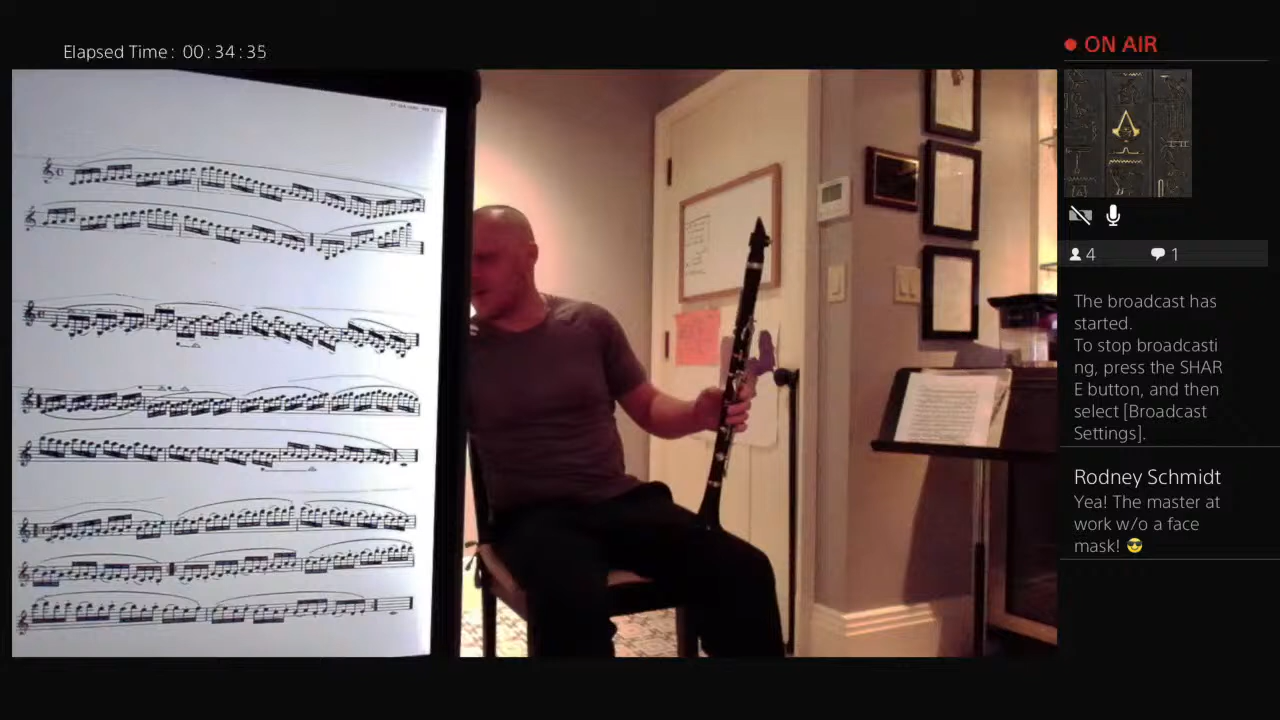 Elapsed Time: 00:34:35
ON AIR
4
1
The broadcast has
started.
To stop broadcasti
ng, press the SHAR
E button, and then
select [Broadcast
Settings].
Rodney Schmidt
Yea! The master at
work w/o a face
mask! 😎